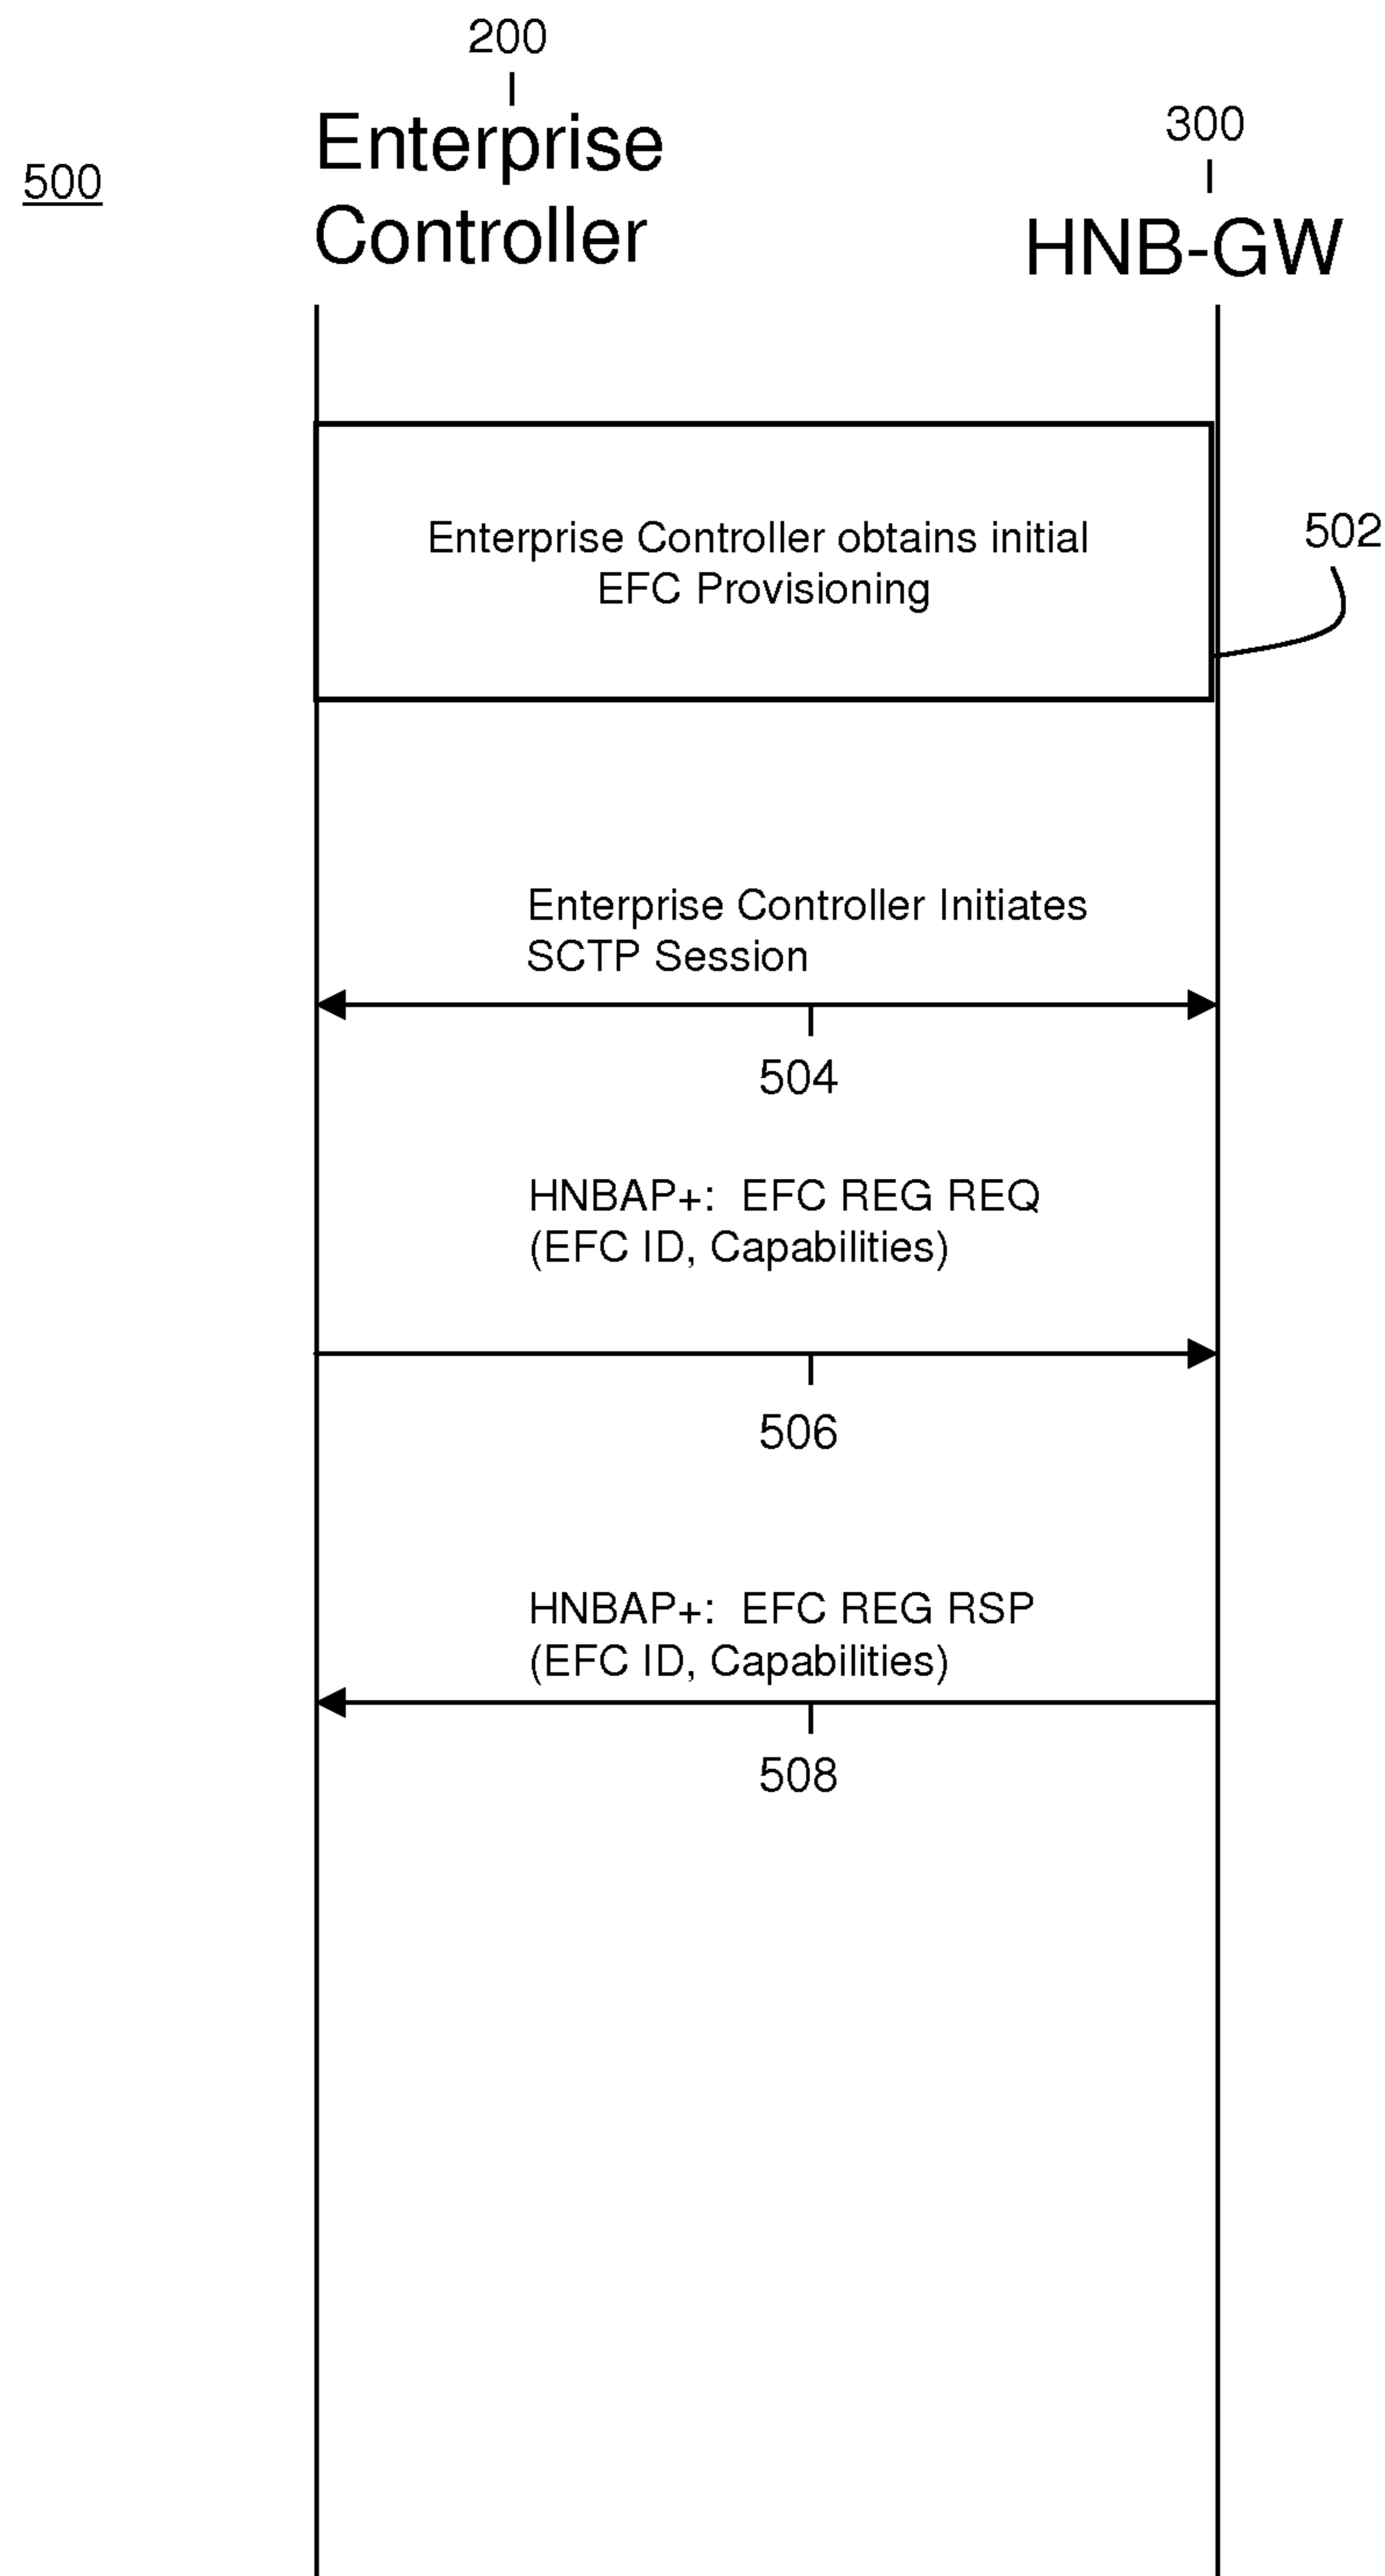 200
Enterprise
Controller
300
HNB-GW
500
Enterprise Controller obtains initial
EFC Provisioning
502
Enterprise Controller Initiates
SCTP Session
504
HNBAP+: EFC REG REQ
(EFC ID, Capabilities)
506
HNBAP+: EFC REG RSP
(EFC ID, Capabilities)
508